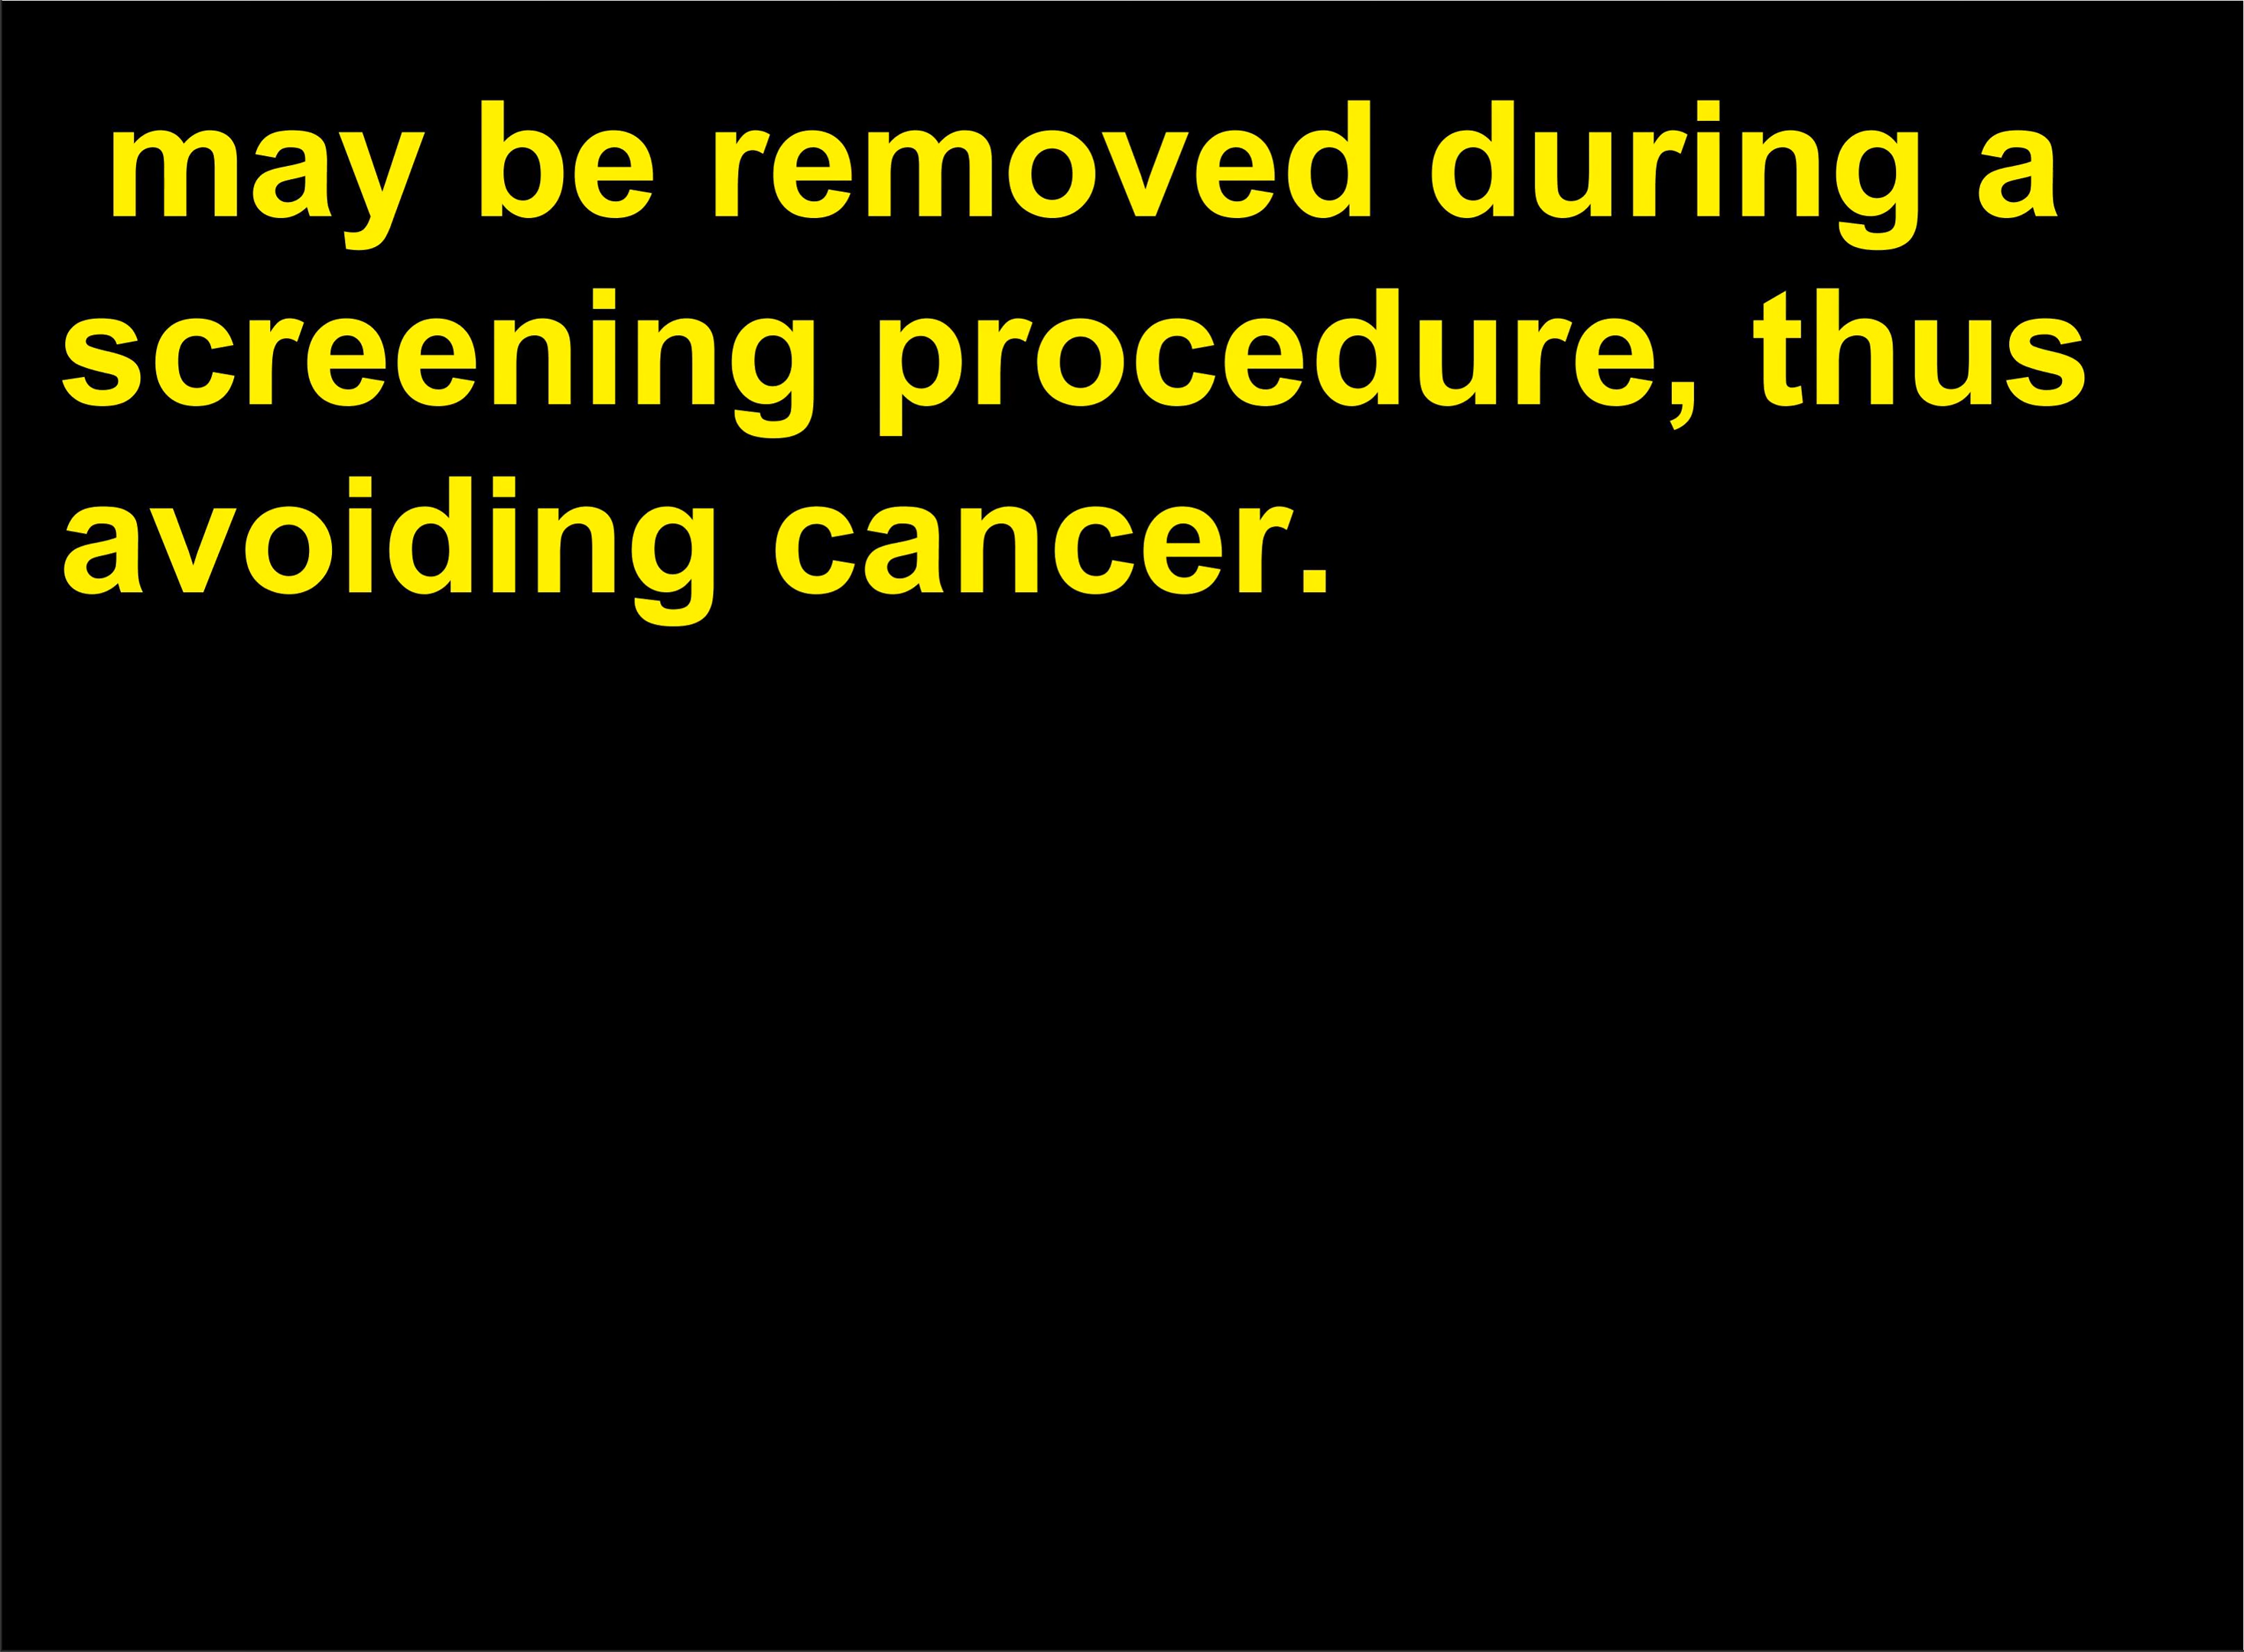 may be removed during a
screening procedure, thus
avoiding cancer.